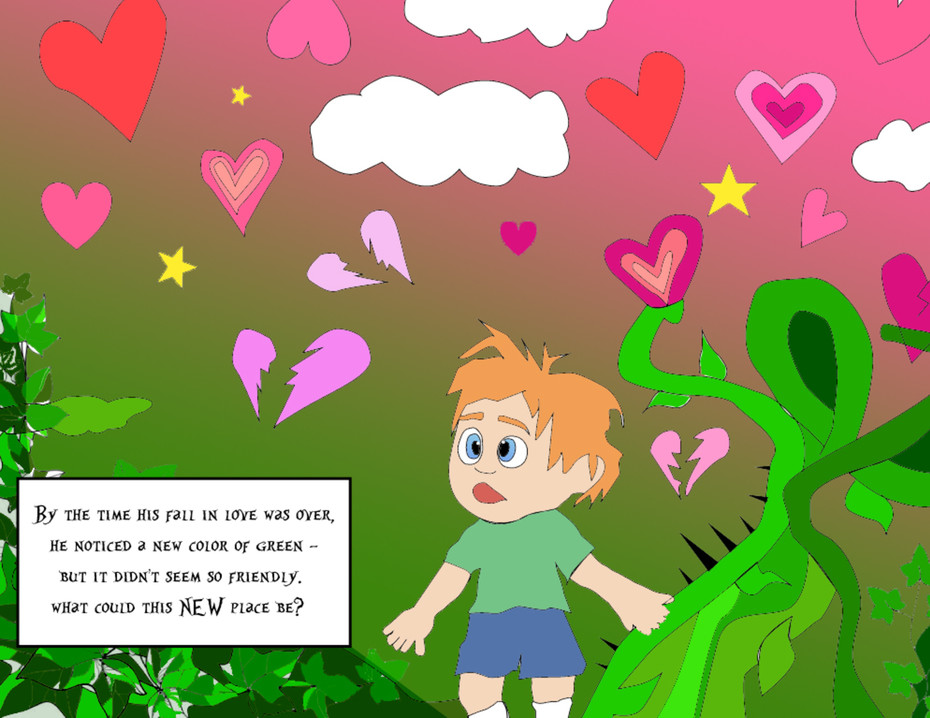 By the time his fall in love was over,
he noticed a new color of green –
but it didn't seem so friendly.
what could this NEW place be?